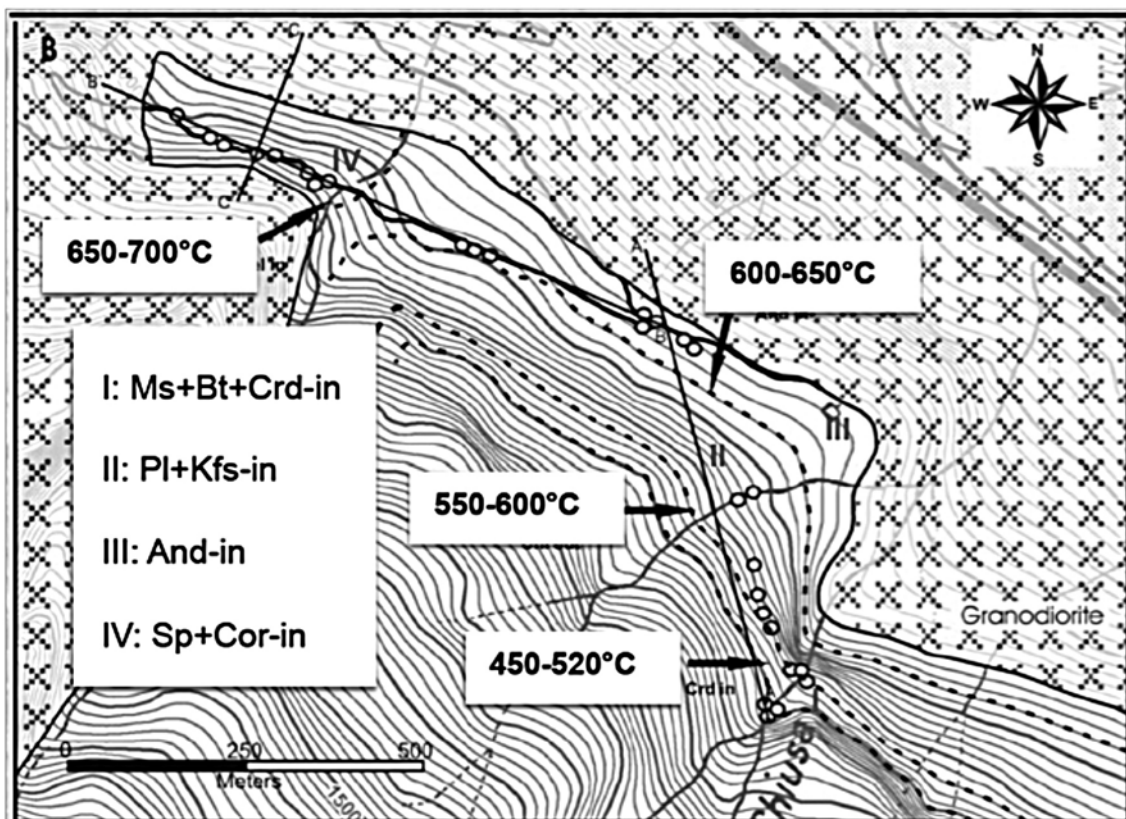 B
C
N
W E
S
B
IV
C
650-700°C
A
600-650°C
B
III
II
I: Ms+Bt+Crd-in
II: Pl+Kfs-in
III: And-in
IV: Sp+Cor-in
550-600°C
Granodiorite
450-520°C
Crd in
I
0 250 500
Meters
1500